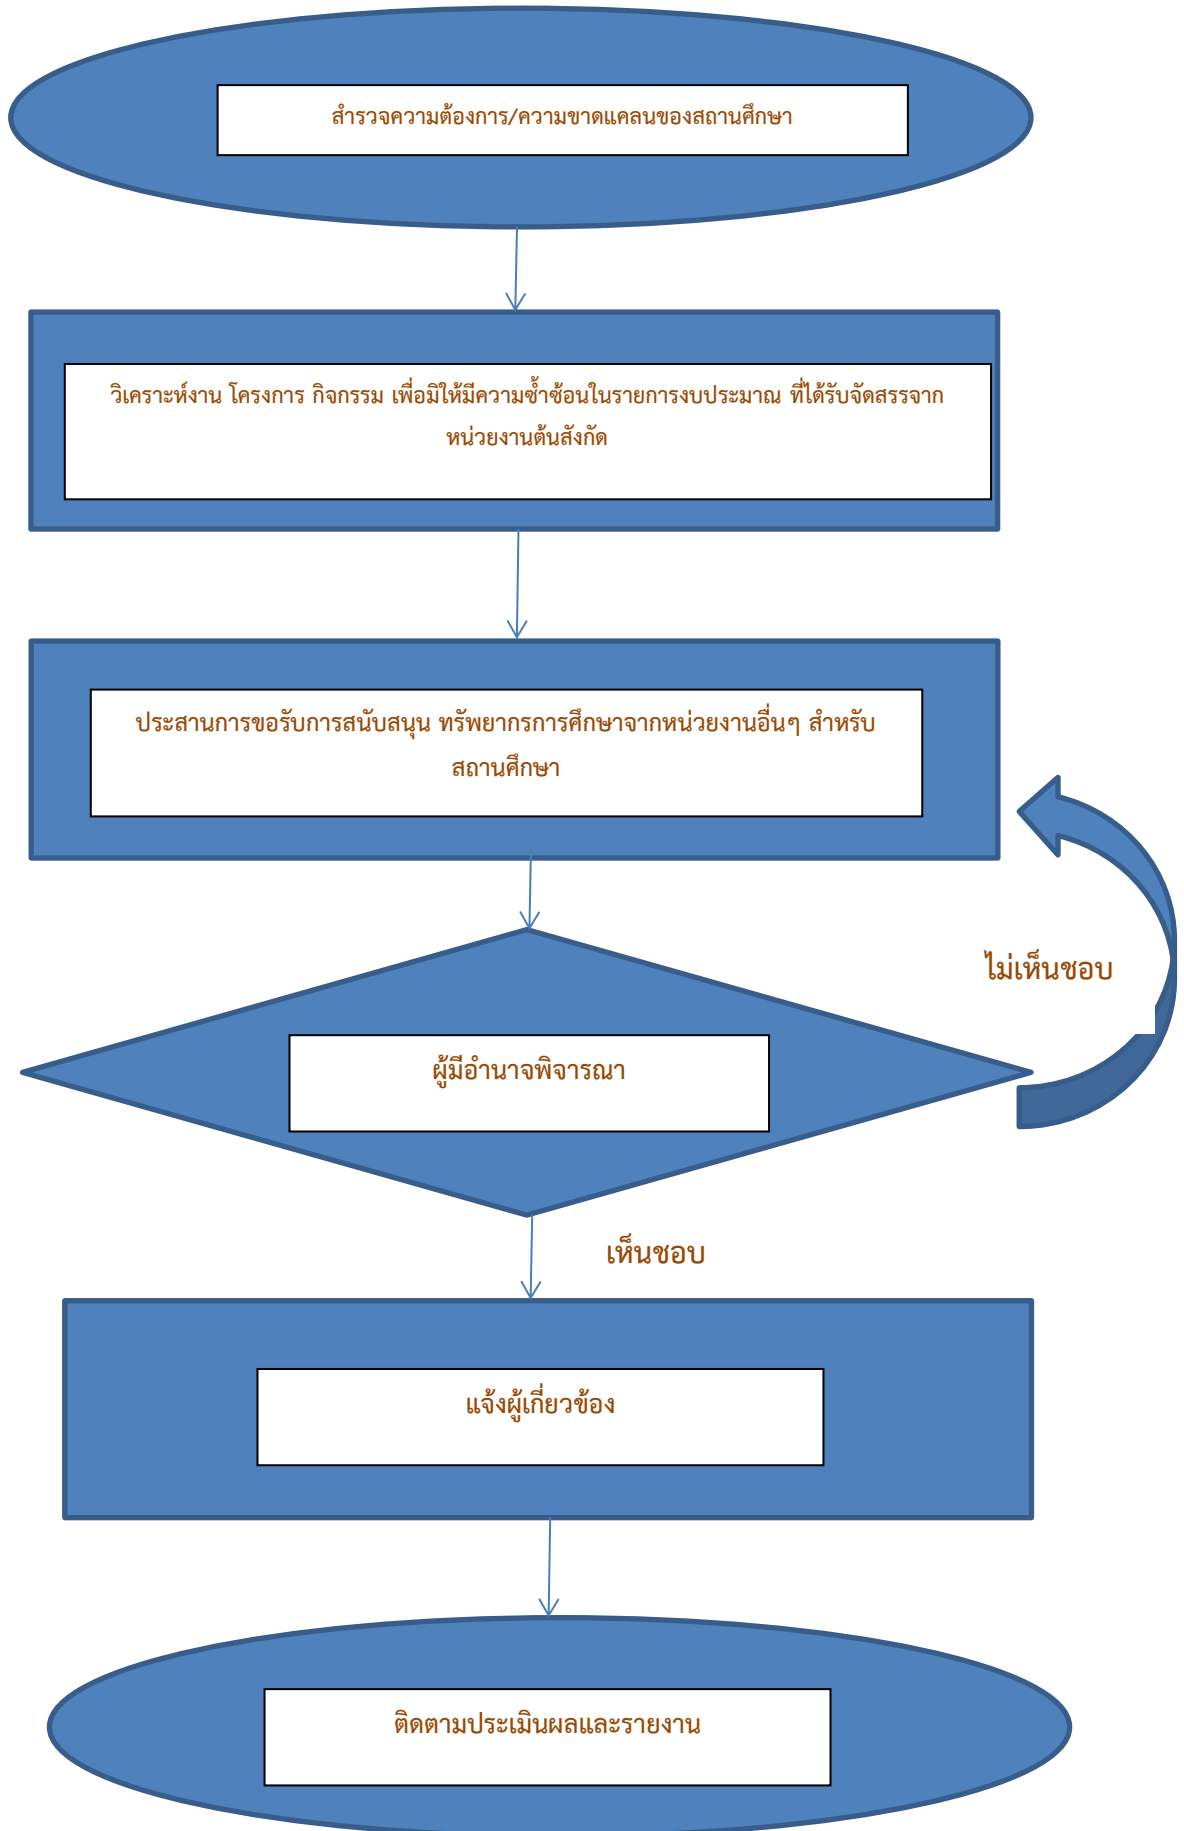 สำรวจความต้องการ/ความขาดแคลนของสถานศึกษา
วิเคราะห์งาน โครงการ กิจกรรม เพื่อมิให้มีความซ้ำซ้อนในรายการงบประมาณ ที่ได้รับจัดสรรจาก
หน่วยงานต้นสังกัด
ประสานการขอรับการสนับสนุน ทรัพยากรการศึกษาจากหน่วยงานอื่นๆ สำหรับ
สถานศึกษา
ไม่เห็นชอบ
ผู้มีอำนาจพิจารณา
เห็นชอบ
แจ้งผู้เกี่ยวข้อง
ติดตามประเมินผลและรายงาน